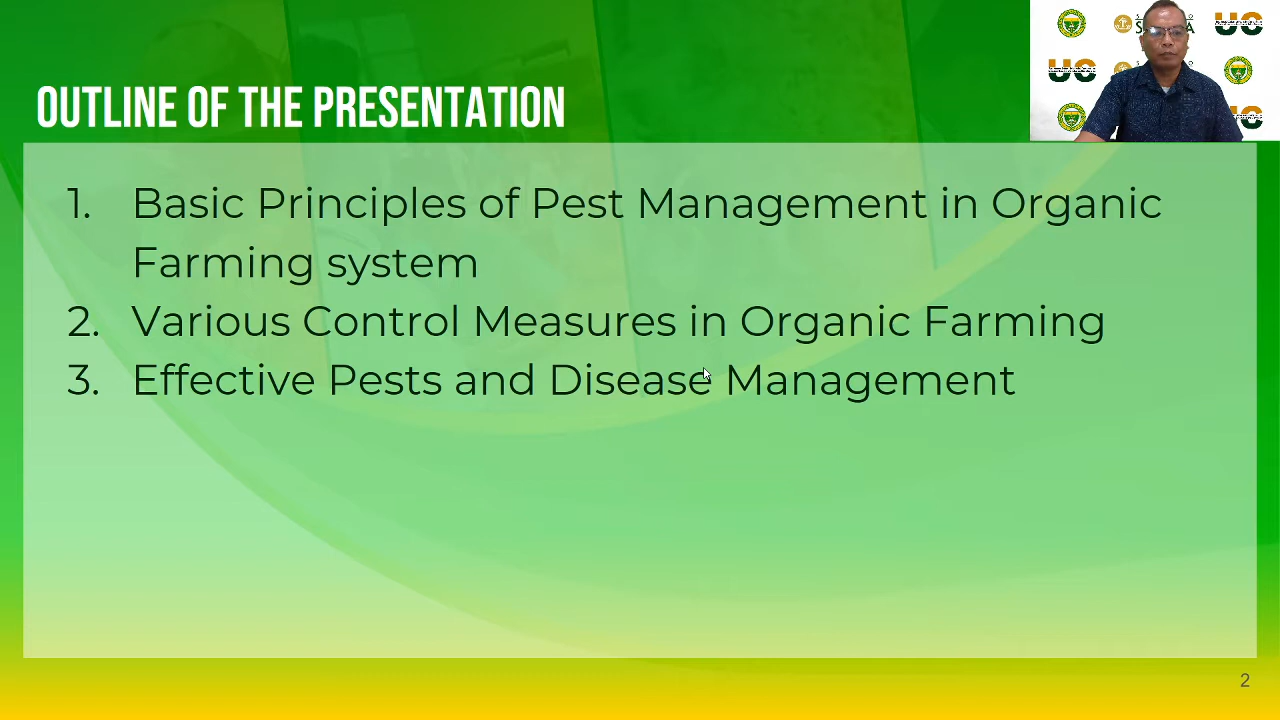 OUTLINE OF THE PRESENTATION
1. Basic Principles of Pest Management in Organic
Farming system
2. Various Control Measures in Organic Farming
3. Effective Pests and Disease Management
2